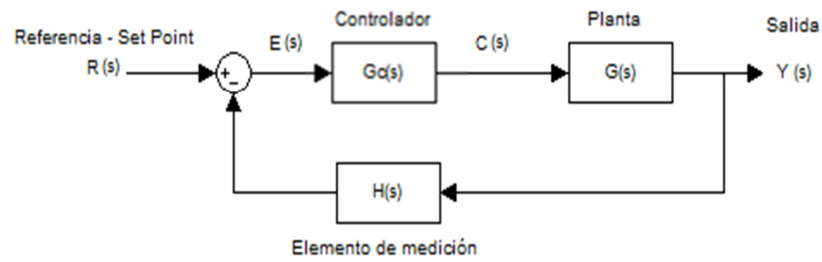 Controlador
Planta
Salida
Referencia - Set Point
R (s)
+
-
E (s)
Gc(s)
C (s)
G(s)
Y (s)
H(s)
Elemento de medición